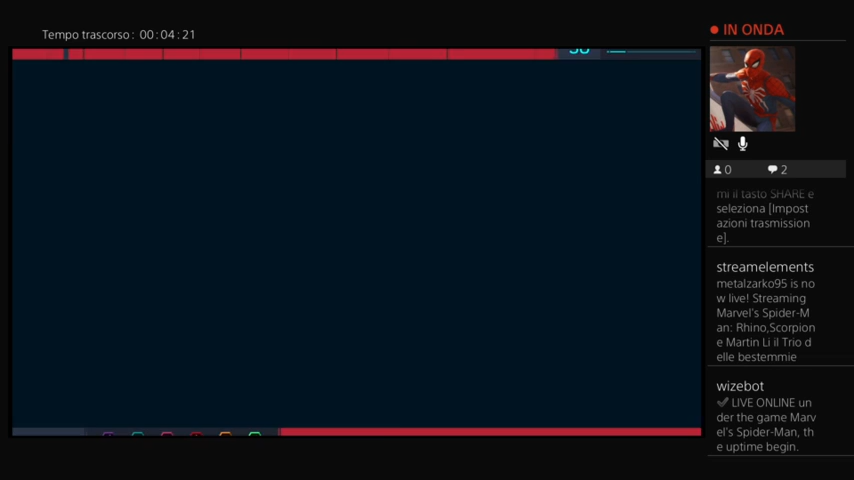 Tempo trascorso: 00:04:21
IN ONDA
0
2
mi il tasto SHARE e
seleziona [Impost
azioni trasmission
e].
streamelements
metalzarko95 is no
w live! Streaming
Marvel's Spider-M
an: Rhino,Scorpion
e Martin Li il Trio d
elle bestemmie
wizebot
✔ LIVE ONLINE un
der the game Marv
el's Spider-Man, th
e uptime begin.